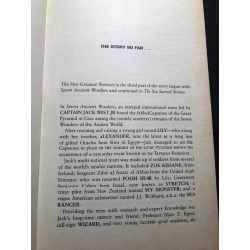 THE STORY SO FAR . . .
The Five Greatest Warriors is the third part of the story begun with
Seven Ancient Wonders and continued in The Six Sacred Stones.
In Seven Ancient Wonders, an intrepid international team led by
CAPTAIN JACK WEST JR found the fabled Capstone of the Great
Pyramid at Giza among the (widely scattered) remains of the Seven
Wonders of the Ancient World.
After rescuing and raising a young girl named LILY—who along
with her brother, ALEXANDER, was the latest in a long line
of gifted Oracles from Siwa in Egypt—Jack managed to set the
Capstone in place at the summit of the Great Pyramid before the
occurrence of a rare solar event known as the Tartarus Rotation.
Jack's multi-nation team was made up of soldiers from several
of the world's smaller nations. It included ZOE KISSANE, from
Ireland; Sergeant Zahir al Anzar al Abbas of the United Arab
Emirates who was renamed POOH BEAR by Lily; Lieutenant
Benjamin Cohen from Israel, now known as STRETCH; a
crazy pilot from New Zealand, SKY MONSTER; and a
rogue American submariner named J.J. Wickham, aka the SEA
RANGER.
Providing the team with research and expert knowledge was
Jack's long-time mentor and friend, Professor Max T. Epper
call-sign WIZARD, and two young Scottish